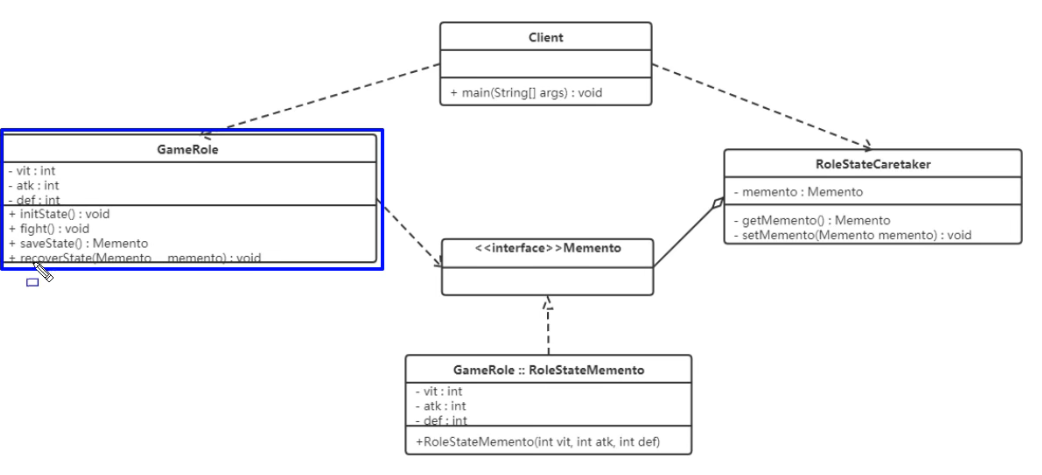 Client
+ main(String[] args) : void
GameRole
- vit : int
- atk : int
- def : int
+ initState() : void
+ fight() : void
+ saveState() : Memento
+ recoverState(Memento memento) : void
RoleStateCaretaker
- memento : Memento
- getMemento() : Memento
- setMemento(Memento memento) : void
<<interface>>Memento
GameRole :: RoleStateMemento
- vit : int
- atk : int
- def : int
+RoleStateMemento(int vit, int atk, int def)